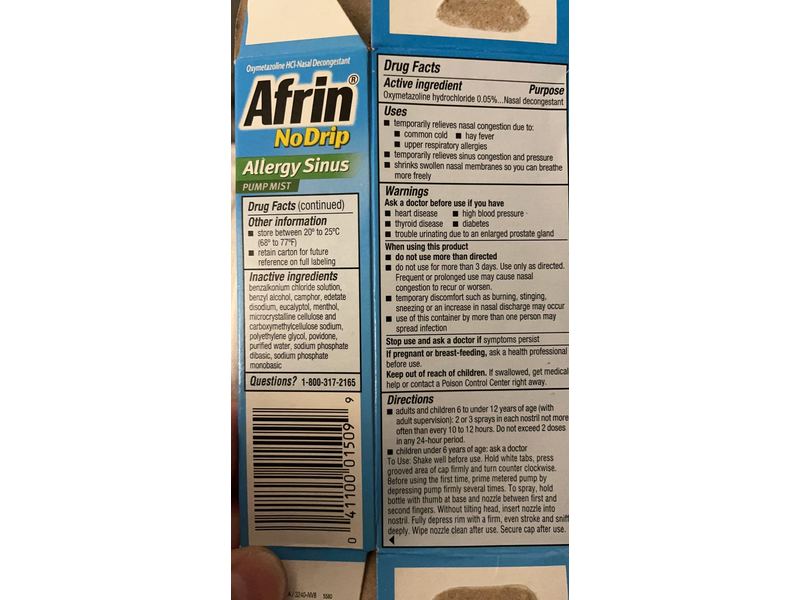 Oxymetazoline HCl-Nasal Decongestant
Afrin®
NoDrip
Allergy Sinus
PUMP MIST
Drug Facts (continued)
Other information
■ store between 20° to 25°C
(68° to 77°F)
■ retain carton for future
reference on full labeling
Inactive ingredients
benzalkonium chloride solution,
benzyl alcohol, camphor, edetate
disodium, eucalyptol, menthol,
microcrystalline cellulose and
carboxymethylcellulose sodium,
polyethylene glycol, povidone,
purified water, sodium phosphate
dibasic, sodium phosphate
monobasic
Questions? 1-800-317-2165
0 41100 01509 9
Drug Facts
Active ingredient Purpose
Oxymetazoline hydrochloride 0.05%...Nasal decongestant
Uses
■ temporarily relieves nasal congestion due to:
■ common cold ■ hay fever
■ upper respiratory allergies
■ temporarily relieves sinus congestion and pressure
■ shrinks swollen nasal membranes so you can breathe
more freely
Warnings
Ask a doctor before use if you have
■ heart disease ■ high blood pressure
■ thyroid disease ■ diabetes
■ trouble urinating due to an enlarged prostate gland
When using this product
■ do not use more than directed
■ do not use for more than 3 days. Use only as directed.
Frequent or prolonged use may cause nasal
congestion to recur or worsen.
■ temporary discomfort such as burning, stinging,
sneezing or an increase in nasal discharge may occur
■ use of this container by more than one person may
spread infection
Stop use and ask a doctor if symptoms persist
If pregnant or breast-feeding, ask a health professional
before use.
Keep out of reach of children. If swallowed, get medical
help or contact a Poison Control Center right away.
Directions
■ adults and children 6 to under 12 years of age (with
adult supervision): 2 or 3 sprays in each nostril not more
often than every 10 to 12 hours. Do not exceed 2 doses
in any 24-hour period.
■ children under 6 years of age: ask a doctor
To Use: Shake well before use. Hold white tabs, press
grooved area of cap firmly and turn counter clockwise.
Before using the first time, prime metered pump by
depressing pump firmly several times. To spray, hold
bottle with thumb at base and nozzle between first and
second fingers. Without tilting head, insert nozzle into
nostril. Fully depress rim with a firm, even stroke and sniff
deeply. Wipe nozzle clean after use. Secure cap after use.